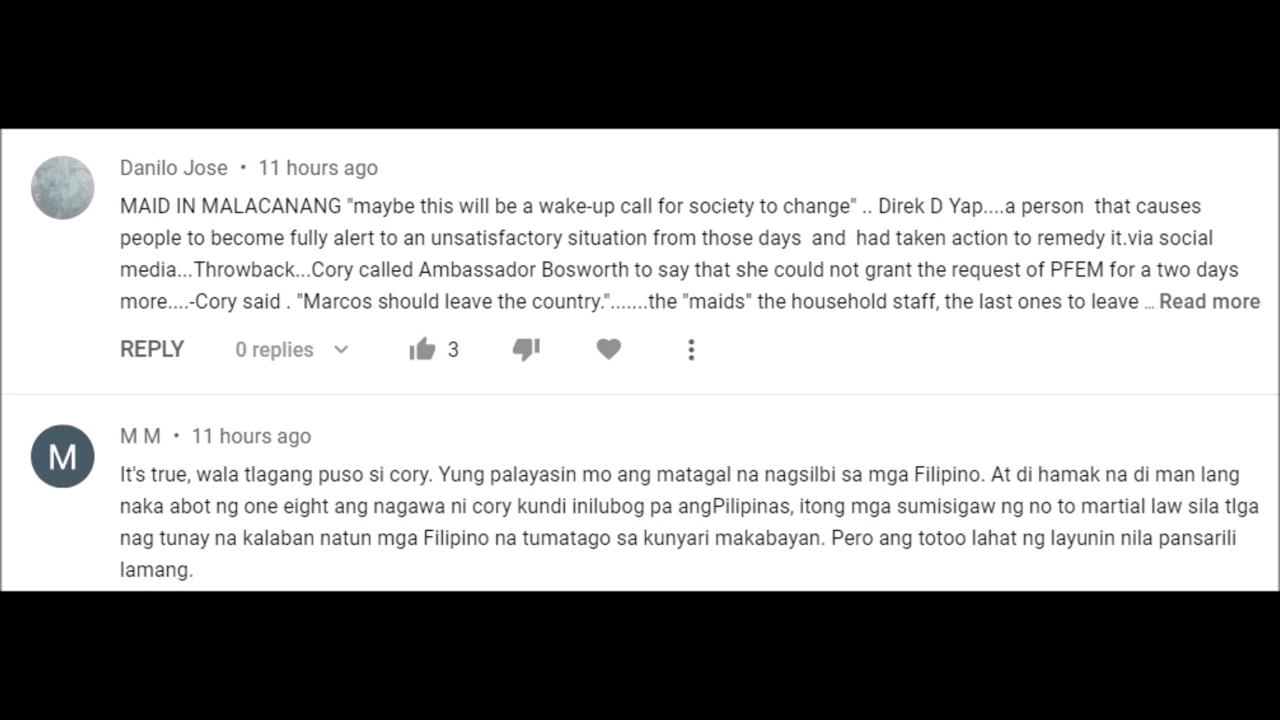 Danilo Jose • 11 hours ago
MAID IN MALACANANG "maybe this will be a wake-up call for society to change" .. Direk D Yap....a person  that causes
people to become fully alert to an unsatisfactory situation from those days  and  had taken action to remedy it.via social
media...Throwback...Cory called Ambassador Bosworth to say that she could not grant the request of PFEM for a two days
more....-Cory said . "Marcos should leave the country.".......the "maids" the household staff, the last ones to leave ... Read more
REPLY 0 replies 3
M
M M • 11 hours ago
It's true, wala tlagang puso si cory. Yung palayasin mo ang matagal na nagsilbi sa mga Filipino. At di hamak na di man lang
naka abot ng one eight ang nagawa ni cory kundi inilubog pa angPilipinas, itong mga sumisigaw ng no to martial law sila tlga
nag tunay na kalaban natun mga Filipino na tumatago sa kunyari makabayan. Pero ang totoo lahat ng layunin nila pansarili
lamang.